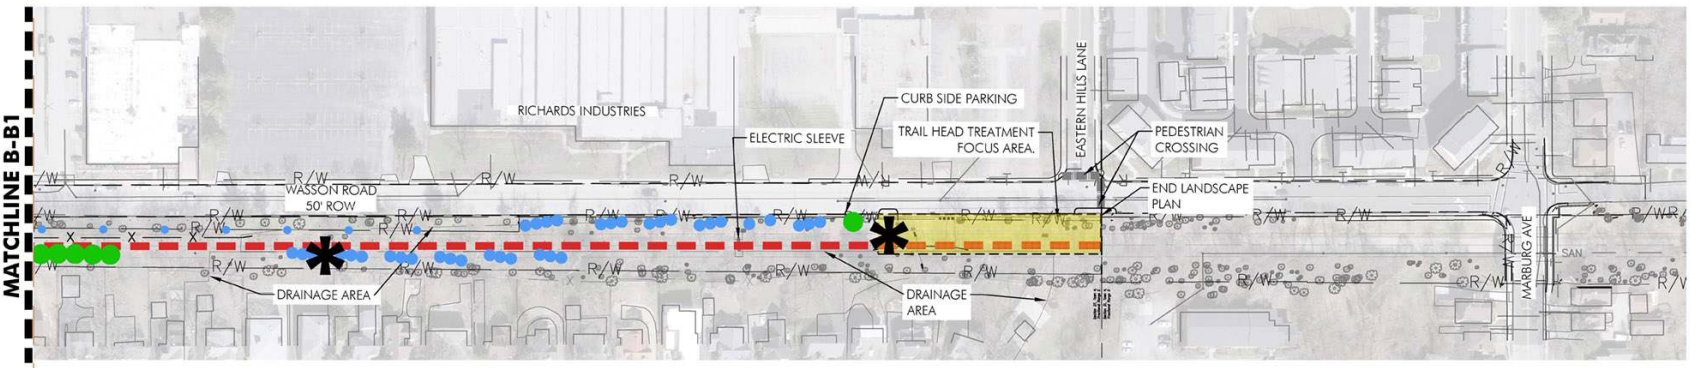 MATCHLINE B-B1
RICHARDS INDUSTRIES
ELECTRIC SLEEVE
CURB SIDE PARKING
TRAIL HEAD TREATMENT
FOCUS AREA.
EASTERN HILLS LANE
PEDESTRIAN
CROSSING
END LANDSCAPE
PLAN
R/W
R/W
R/W
R/W
WASSON ROAD
50' ROW
R/W
R/W
R/W
R/W
R/W
R/W
R/W
R/W
X
X
X
R/W
R/W
R/W
R/W
R/W
R/W
R/W
DRAINAGE AREA
DRAINAGE
AREA
MARBURG AVE
SAN